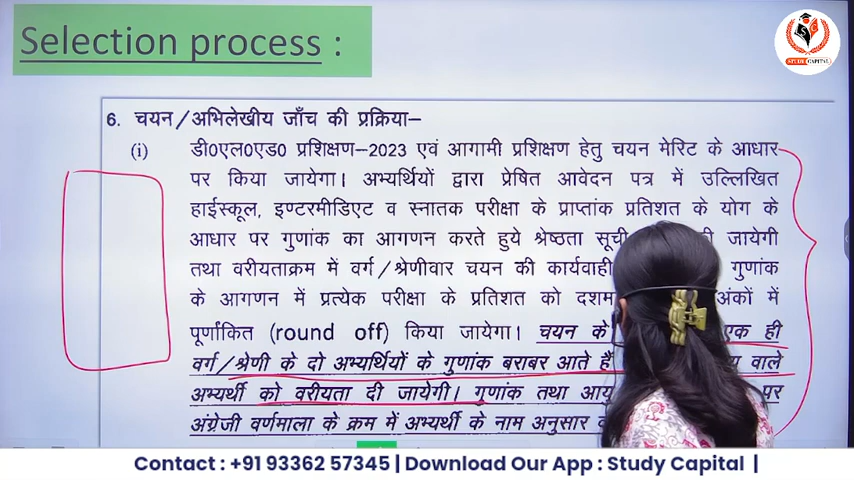 Selection process :
STUDY CAPITAL
6. चयन/अभिलेखीय जाँच की प्रक्रिया–
(i) डी0एल0एड0 प्रशिक्षण–2023 एवं आगामी प्रशिक्षण हेतु चयन मेरिट के आधार
पर किया जायेगा। अभ्यर्थियों द्वारा प्रेषित आवेदन पत्र में उल्लिखित
हाईस्कूल, इण्टरमीडिएट व स्नातक परीक्षा के प्राप्तांक प्रतिशत के योग के
आधार पर गुणांक का आगणन करते हुये श्रेष्ठता सूची जायेगी
तथा वरीयताक्रम में वर्ग/श्रेणीवार चयन की कार्यवाही गुणांक
के आगणन में प्रत्येक परीक्षा के प्रतिशत को अंकों में
पूर्णांकित (round off) किया जायेगा। चयन के एक ही
वर्ग/श्रेणी के दो अभ्यर्थियों के गुणांक बराबर आते वाले
अभ्यर्थी को वरीयता दी जायेगी। गुणांक तथा पर
अंग्रेजी वर्णमाला के क्रम में अभ्यर्थी के नाम अनुसार
Contact : +91 93362 57345 | Download Our App : Study Capital |